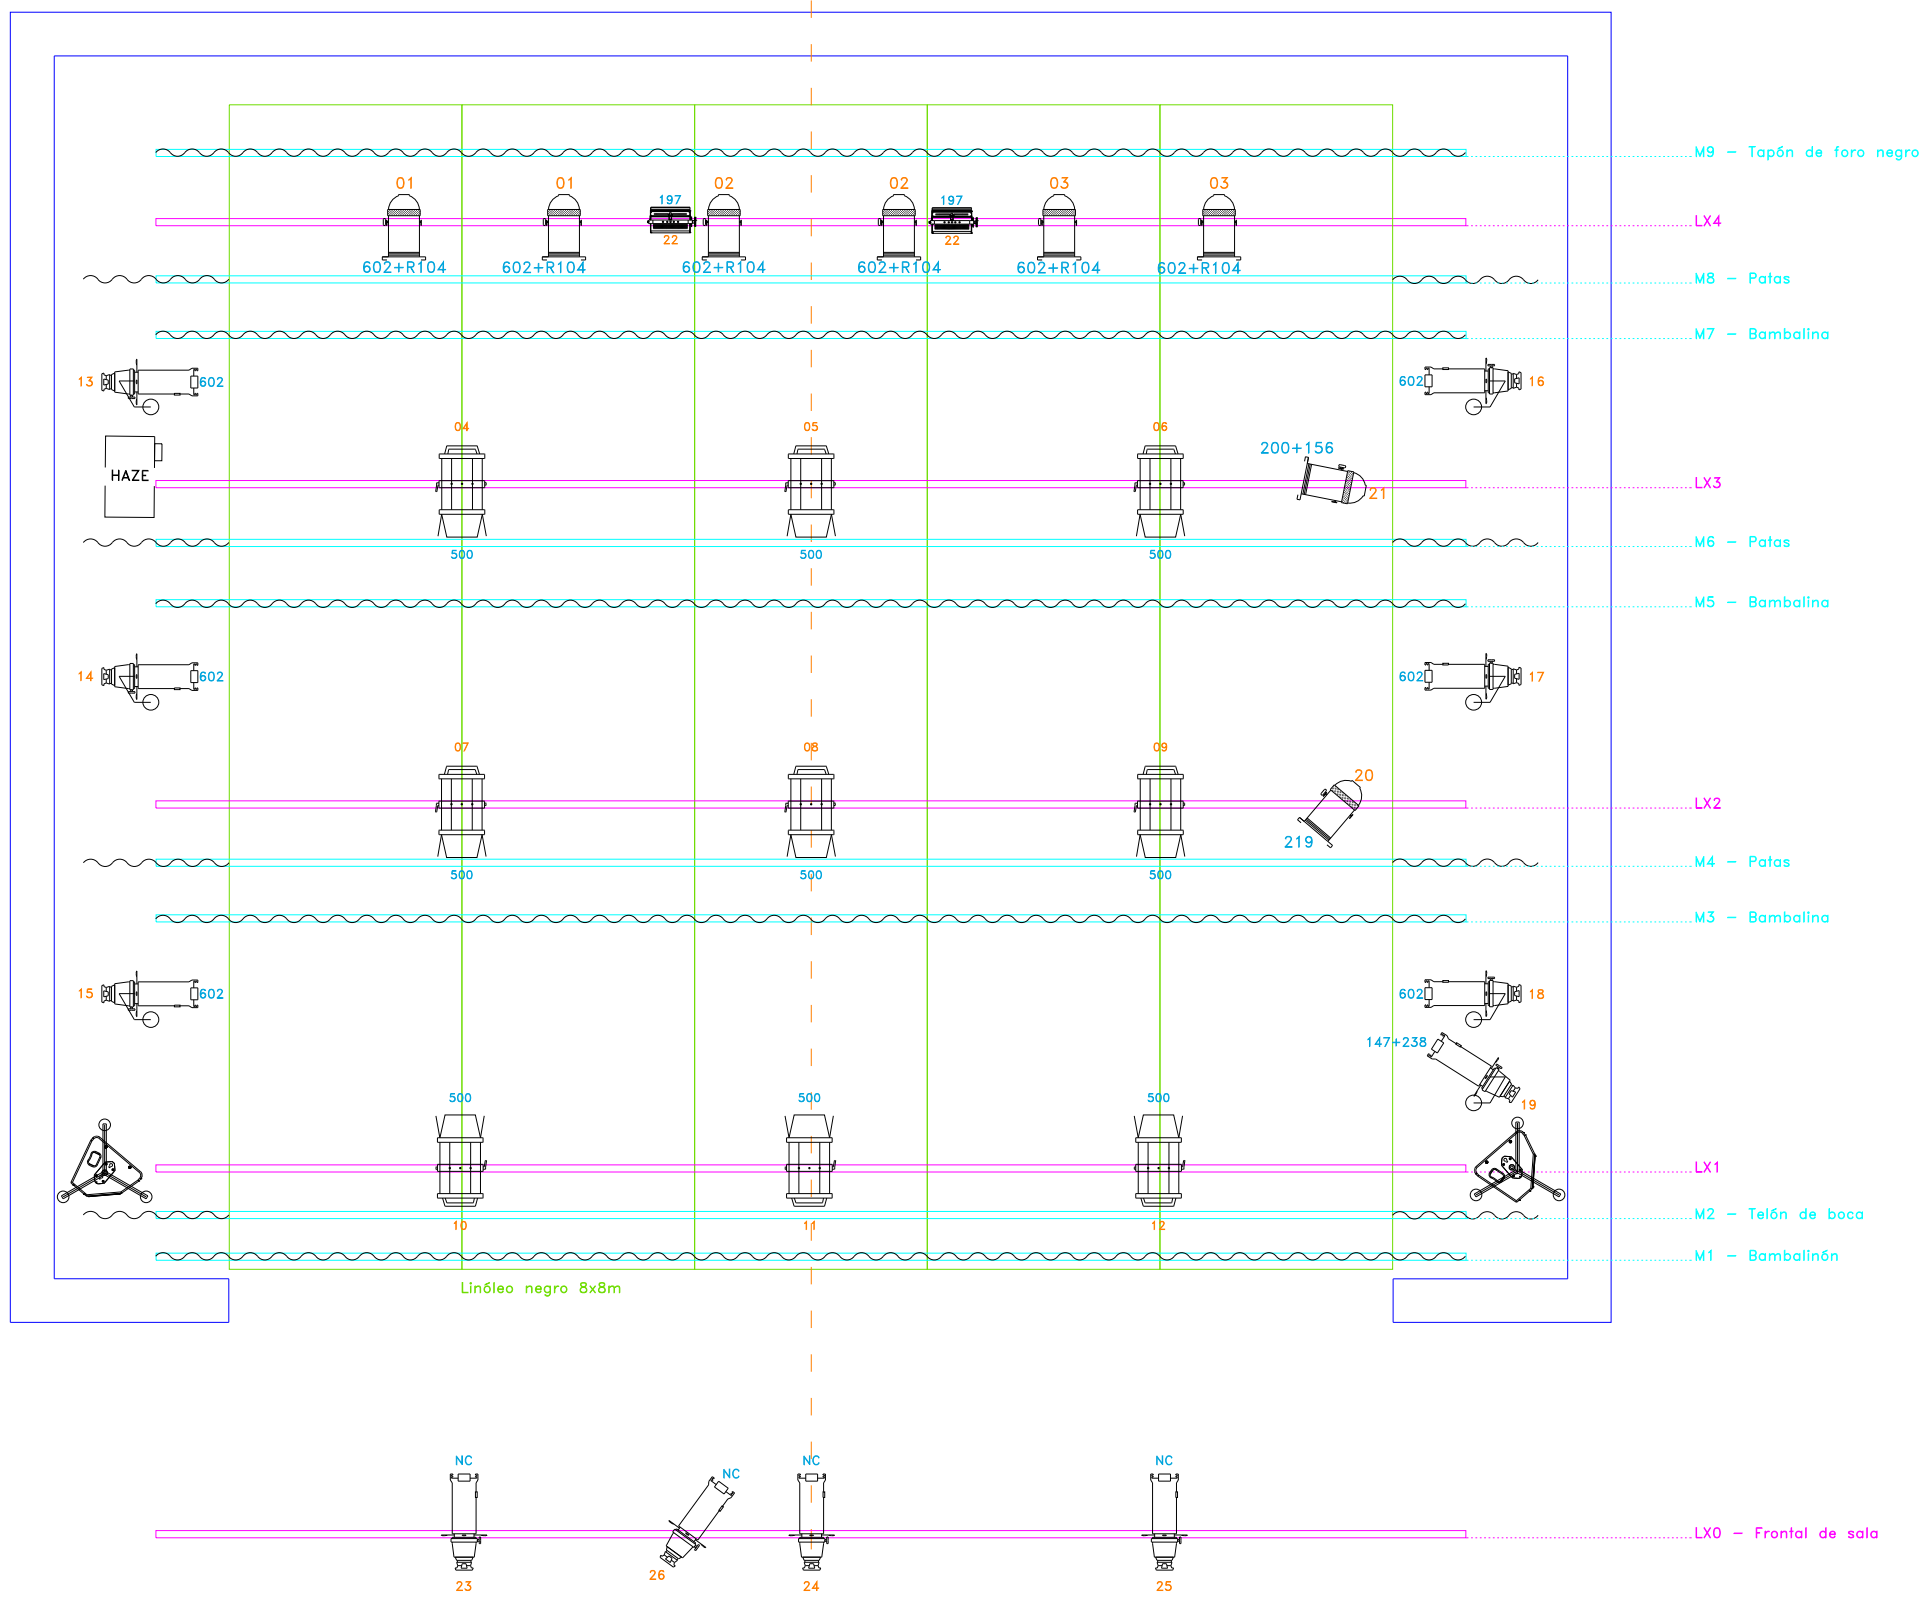 M9 - Tapón de foro negro
01 01 02 02 03 03
197 197
LX4
22 22
602+R104 602+R104 602+R104 602+R104 602+R104 602+R104
M8 - Patas
M7 - Bambalina
13 602 602 16
04 05 06
200+156
HAZE
LX3
21
M6 - Patas
500 500 500
M5 - Bambalina
14 602 602 17
07 08 09
20
LX2
219
M4 - Patas
500 500 500
M3 - Bambalina
15 602 602 18
147+238
500 500 500
19
LX1
M2 - Telón de boca
10 11 12
M1 - Bambalinón
Linóleo negro 8x8m
NC NC NC NC
LX0 - Frontal de sala
26
23 24 25